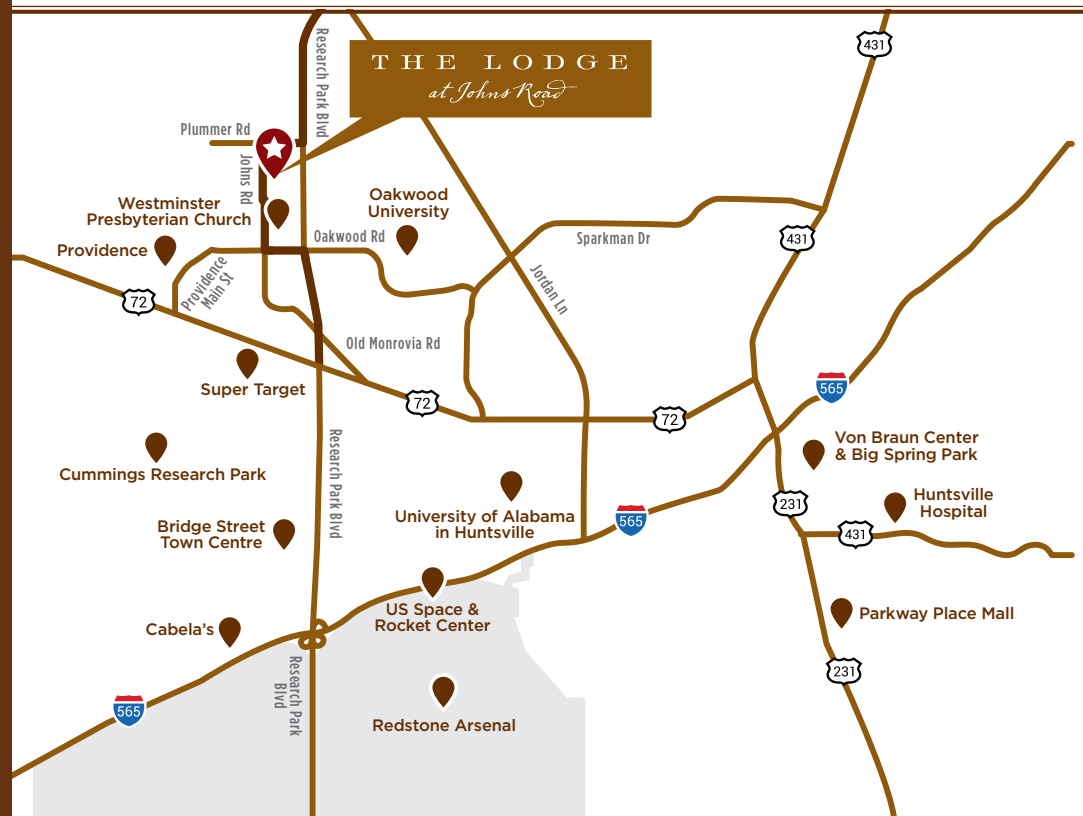 431
Research Park Blvd
THE LODGE
at Johns Road
Plummer Rd
Johns Rd
Westminster
Presbyterian Church
Oakwood
University
Providence
Oakwood Rd
Sparkman Dr
431
Providence
Main St
Jordan Ln
72
Old Monrovia Rd
Super Target
72
565
72
Research Park Blvd
Von Braun Center
& Big Spring Park
Cummings Research Park
231
Huntsville
Hospital
University of Alabama
in Huntsville
565
Bridge Street
Town Centre
431
US Space &
Rocket Center
Cabela’s
Parkway Place Mall
Research Park
Blvd
231
565
Redstone Arsenal